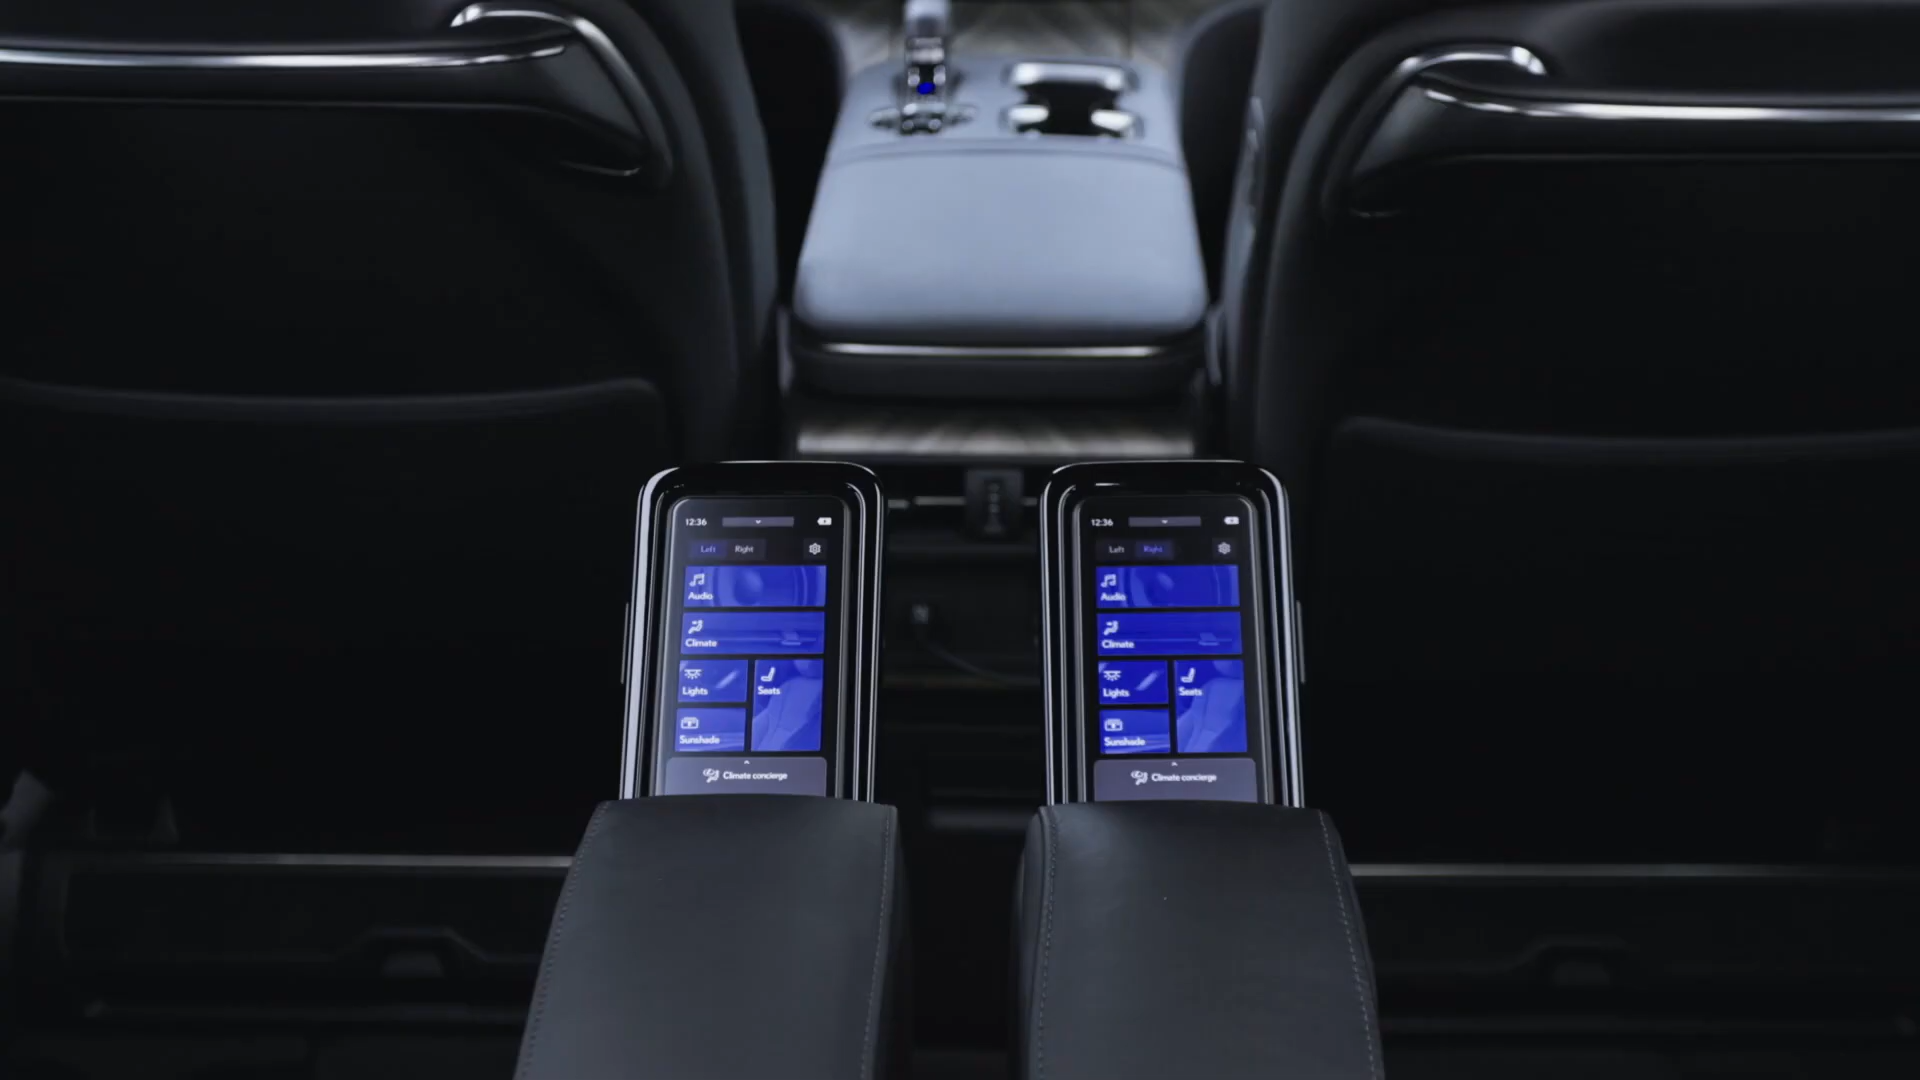 12:36
Left Right
Audio
Climate
Lights
Seats
Sunshade
Climate concierge
12:36
Left Right
Audio
Climate
Lights
Seats
Sunshade
Climate concierge